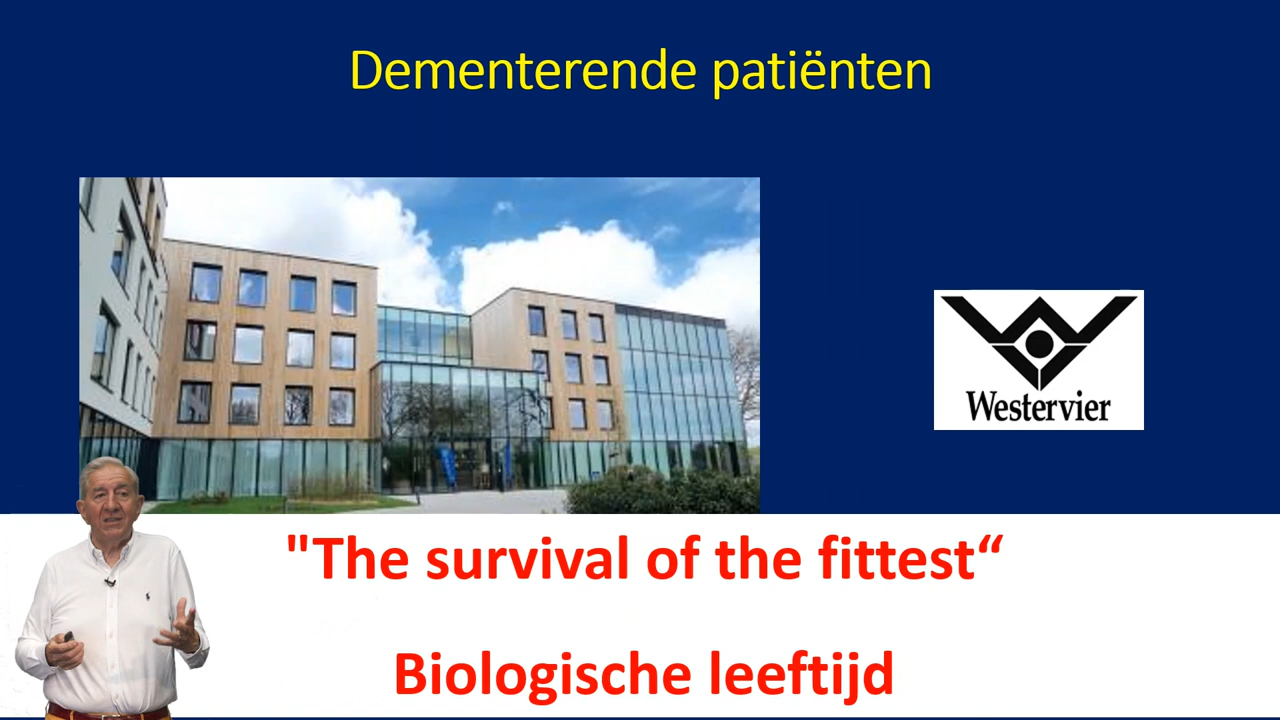 Dementerende patiënten
Westervier
"The survival of the fittest“
Biologische leeftijd